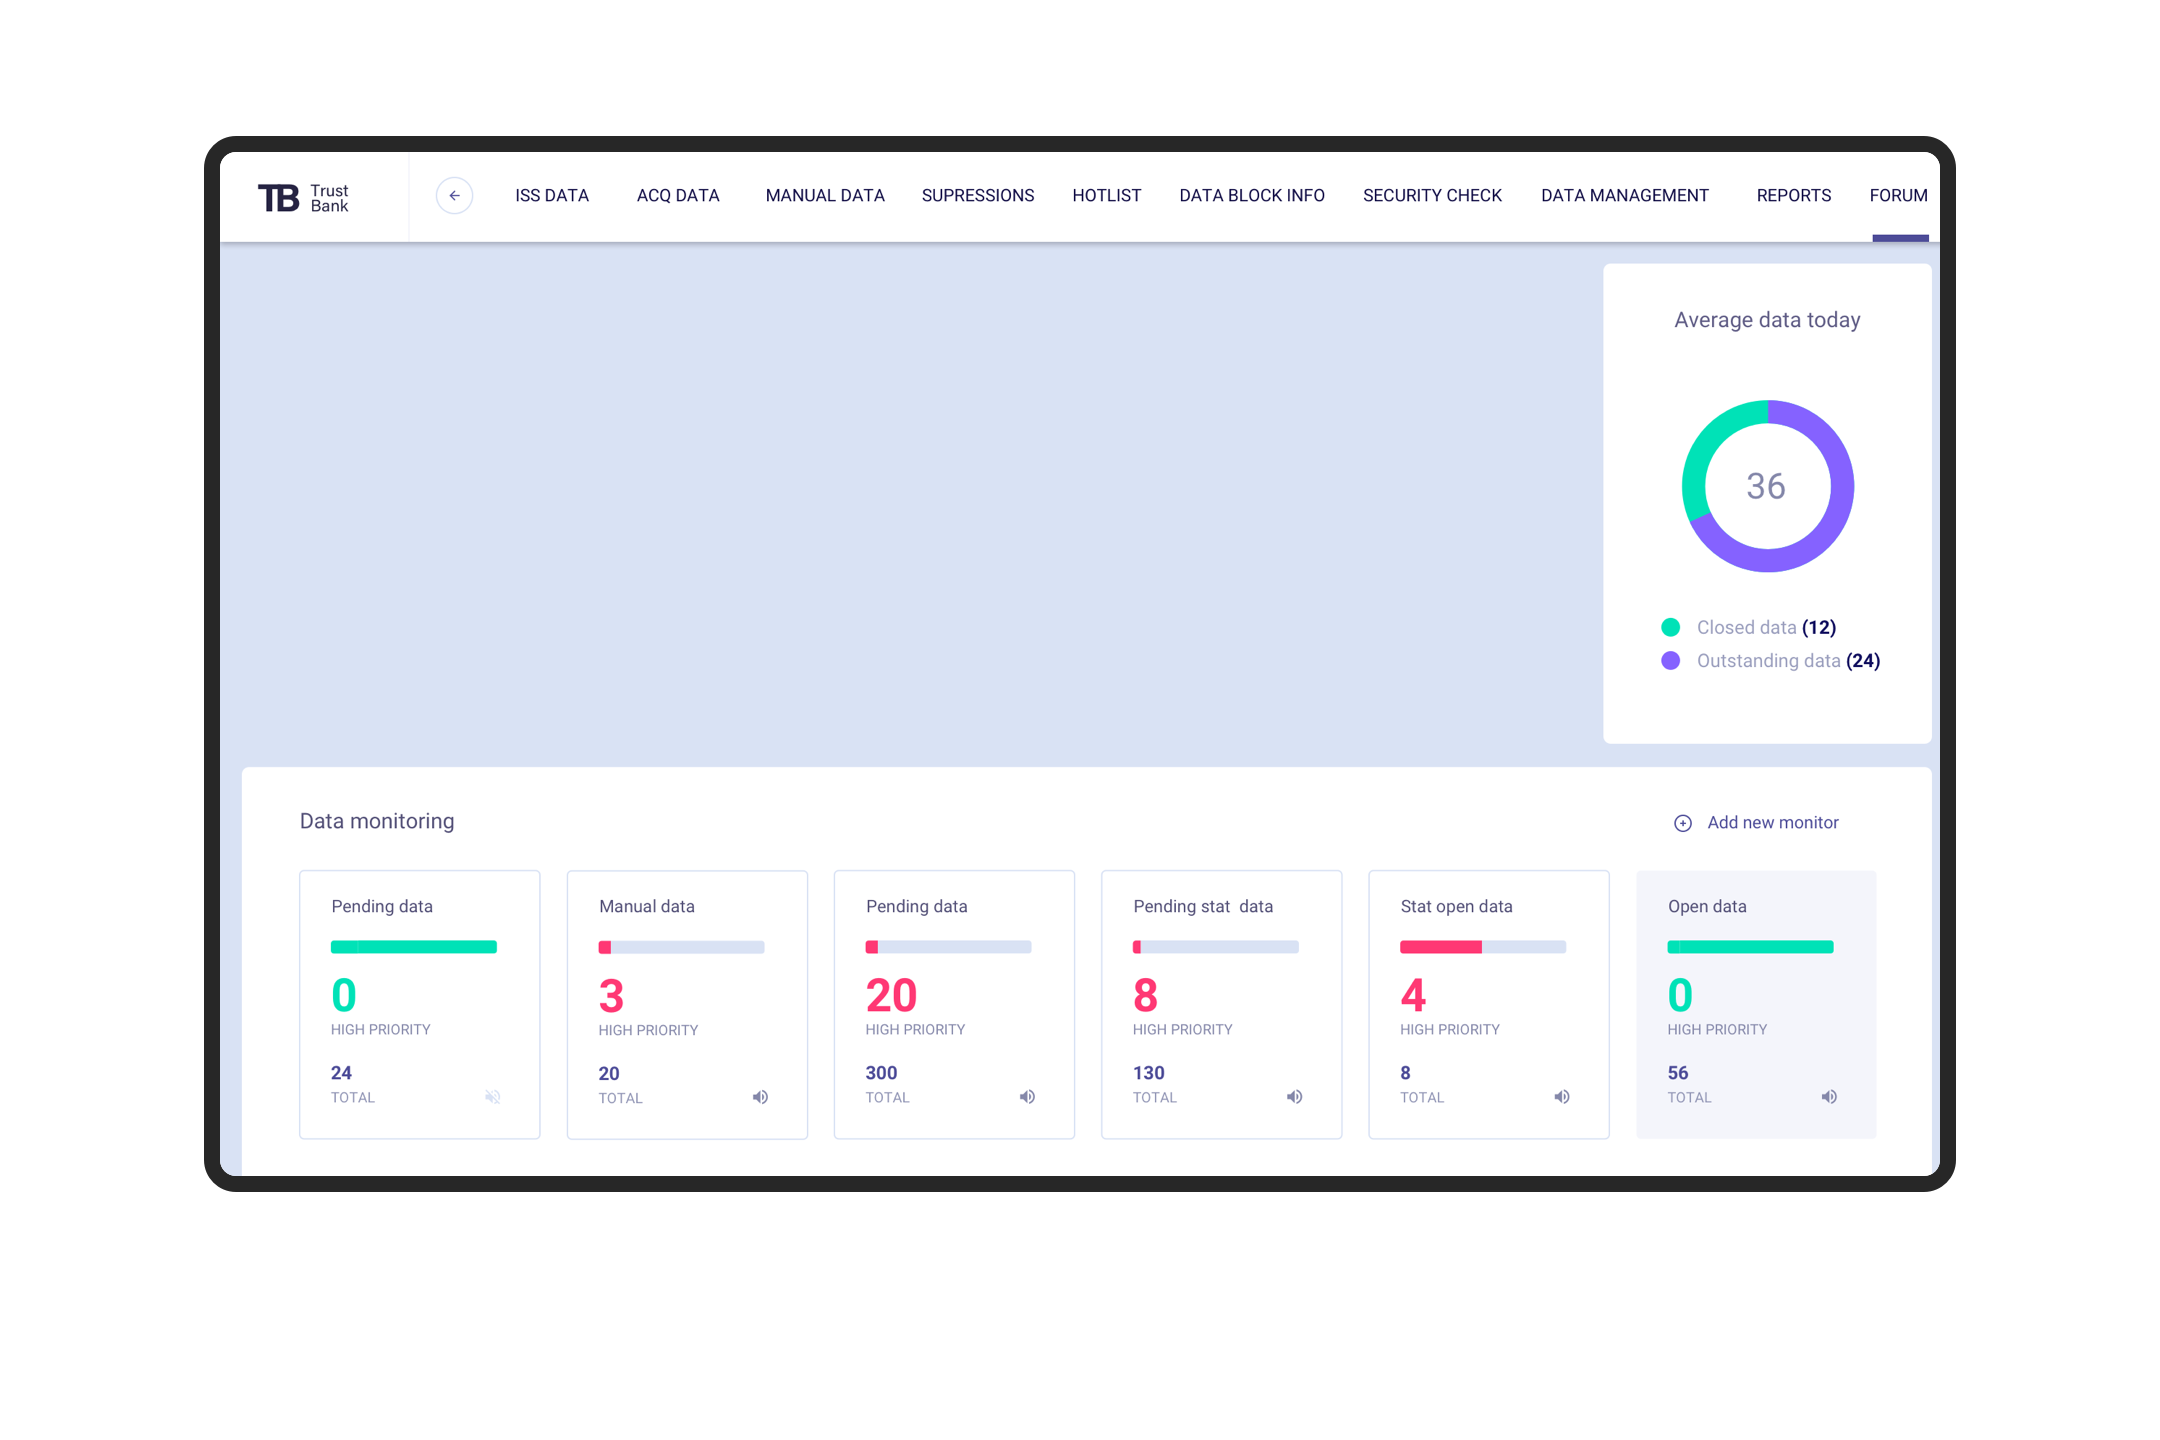 TB Trust
Bank
ISS DATA ACQ DATA MANUAL DATA SUPRESSIONS HOTLIST DATA BLOCK INFO SECURITY CHECK DATA MANAGEMENT REPORTS FORUM
Average data today
36
Closed data (12)
Outstanding data (24)
Data monitoring
Add new monitor
Pending data
0
HIGH PRIORITY
24
TOTAL
Manual data
3
HIGH PRIORITY
20
TOTAL
Pending data
20
HIGH PRIORITY
300
TOTAL
Pending stat data
8
HIGH PRIORITY
130
TOTAL
Stat open data
4
HIGH PRIORITY
8
TOTAL
Open data
0
HIGH PRIORITY
56
TOTAL